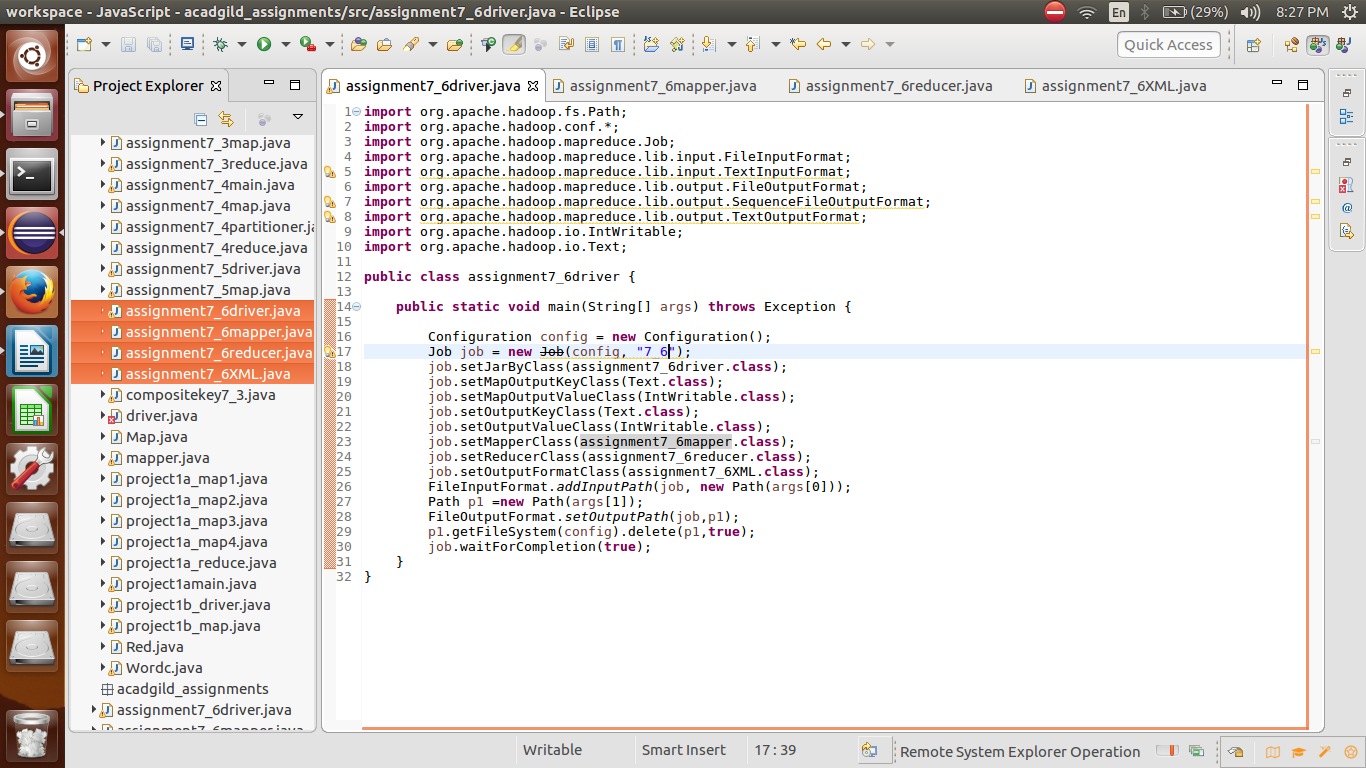 workspace - JavaScript - acadgild_assignments/src/assignment7_6driver.java - Eclipse
En
(29%)
8:27 PM
Quick Access
Project Explorer
assignment7_6driver.java
assignment7_6mapper.java
assignment7_6reducer.java
assignment7_6XML.java
assignment7_3map.java
assignment7_3reduce.java
assignment7_4main.java
assignment7_4map.java
assignment7_4partitioner.ja
assignment7_4reduce.java
assignment7_5driver.java
assignment7_5map.java
assignment7_6driver.java
assignment7_6mapper.java
assignment7_6reducer.java
assignment7_6XML.java
compositekey7_3.java
driver.java
Map.java
mapper.java
project1a_map1.java
project1a_map2.java
project1a_map3.java
project1a_map4.java
project1a_reduce.java
project1amain.java
project1b_driver.java
project1b_map.java
Red.java
Wordc.java
acadgild_assignments
assignment7_6driver.java
assignment7_6mapper.java
1 import org.apache.hadoop.fs.Path;
2 import org.apache.hadoop.conf.*;
3 import org.apache.hadoop.mapreduce.Job;
4 import org.apache.hadoop.mapreduce.lib.input.FileInputFormat;
5 import org.apache.hadoop.mapreduce.lib.input.TextInputFormat;
6 import org.apache.hadoop.mapreduce.lib.output.FileOutputFormat;
7 import org.apache.hadoop.mapreduce.lib.output.SequenceFileOutputFormat;
8 import org.apache.hadoop.mapreduce.lib.output.TextOutputFormat;
9 import org.apache.hadoop.io.IntWritable;
10 import org.apache.hadoop.io.Text;
11
12 public class assignment7_6driver {
13
14 public static void main(String[] args) throws Exception {
15
16 Configuration config = new Configuration();
17 Job job = new Job(config, "7_6");
18 job.setJarByClass(assignment7_6driver.class);
19 job.setMapOutputKeyClass(Text.class);
20 job.setMapOutputValueClass(IntWritable.class);
21 job.setOutputKeyClass(Text.class);
22 job.setOutputValueClass(IntWritable.class);
23 job.setMapperClass(assignment7_6mapper.class);
24 job.setReducerClass(assignment7_6reducer.class);
25 job.setOutputFormatClass(assignment7_6XML.class);
26 FileInputFormat.addInputPath(job, new Path(args[0]));
27 Path p1 =new Path(args[1]);
28 FileOutputFormat.setOutputPath(job,p1);
29 p1.getFileSystem(config).delete(p1,true);
30 job.waitForCompletion(true);
31 }
32 }
Writable
Smart Insert
17 : 39
Remote System Explorer Operation